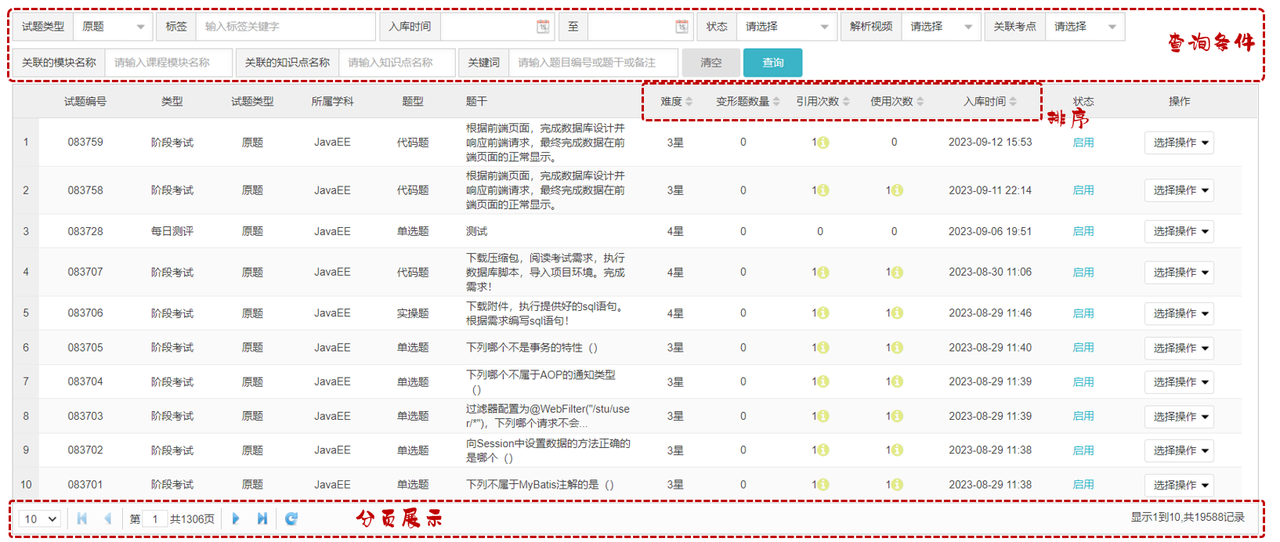 试题类型 原题 标签 输入标签关键字 入库时间 至 状态 请选择 解析视频 请选择 关联考点 请选择
查询条件
关联的模块名称 请输入课程模块名称 关联的知识点名称 请输入知识点名称 关键词 请输入题目编号或题干或备注 清空 查询
试题编号 类型 试题类型 所属学科 题型 题干 难度 变形题数量 引用次数 使用次数 入库时间 状态 操作
排序
1 083759 阶段考试 原题 JavaEE 代码题 根据前端页面，完成数据库设计并
响应前端请求，最终完成数据在前
端页面的正常显示。 3星 0 1 0 2023-09-12 15:53 启用 选择操作
2 083758 阶段考试 原题 JavaEE 代码题 根据前端页面，完成数据库设计并
响应前端请求，最终完成数据在前
端页面的正常显示。 3星 0 1 1 2023-09-11 22:14 启用 选择操作
3 083728 每日测评 原题 JavaEE 单选题 测试 4星 0 0 0 2023-09-06 19:51 启用 选择操作
4 083707 阶段考试 原题 JavaEE 代码题 下载压缩包，阅读考试需求，执行
数据库脚本，导入项目环境。完成
需求！ 4星 0 1 1 2023-08-30 11:06 启用 选择操作
5 083706 阶段考试 原题 JavaEE 实操题 下载附件，执行提供好的sql语句。
根据需求编写sql语句！ 4星 0 1 1 2023-08-29 11:46 启用 选择操作
6 083705 阶段考试 原题 JavaEE 单选题 下列哪个不是事务的特性（） 3星 0 1 1 2023-08-29 11:40 启用 选择操作
7 083704 阶段考试 原题 JavaEE 单选题 下列哪个不属于AOP的通知类型
（） 3星 0 1 1 2023-08-29 11:39 启用 选择操作
8 083703 阶段考试 原题 JavaEE 单选题 过滤器配置为@WebFilter("/stu/use
r/*")，下列哪个请求不会... 3星 0 1 1 2023-08-29 11:39 启用 选择操作
9 083702 阶段考试 原题 JavaEE 单选题 向Session中设置数据的方法正确的
是哪个（） 3星 0 1 1 2023-08-29 11:38 启用 选择操作
10 083701 阶段考试 原题 JavaEE 单选题 下列不属于MyBatis注解的是（） 3星 0 1 1 2023-08-29 11:38 启用 选择操作
10 第 1 共1306页 分页展示 显示1到10,共19588记录